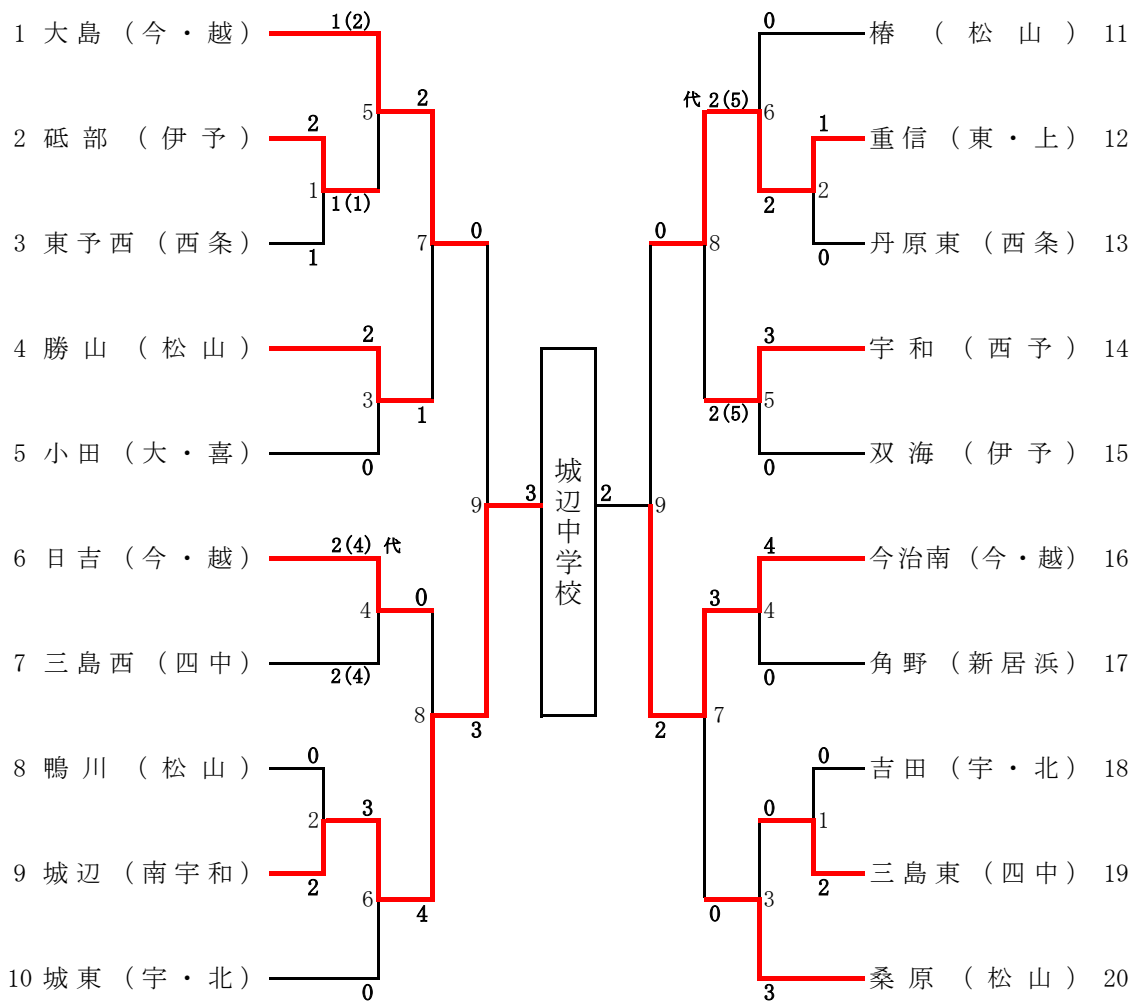 1 大島 (今・越) 1(2) 0 椿 (松山) 11
2 代 2(5)
5 6
2 砥部 (伊予) 2 1 重信 (東・上) 12
1 2
1(1) 2
3 東予西 (西条) 1 7 0 0 8 0 丹原東 (西条) 13
4 勝山 (松山) 2 3 宇和 (西予) 14
3 5
1 2(5)
5 小田 (大・喜) 0 0 双海 (伊予) 15
9 3 城辺中学校 2 9
6 日吉 (今・越) 2(4) 代 4 今治南 (今・越) 16
4 0 3 4
7 三島西 (四中) 2(4) 0 角野 (新居浜) 17
8 3 2 7
8 鴨川 (松山) 0 0 吉田 (宇・北) 18
2 3 0 1
9 城辺 (南宇和) 2 2 三島東 (四中) 19
6 4 0 3
10 城東 (宇・北) 0 3 桑原 (松山) 20